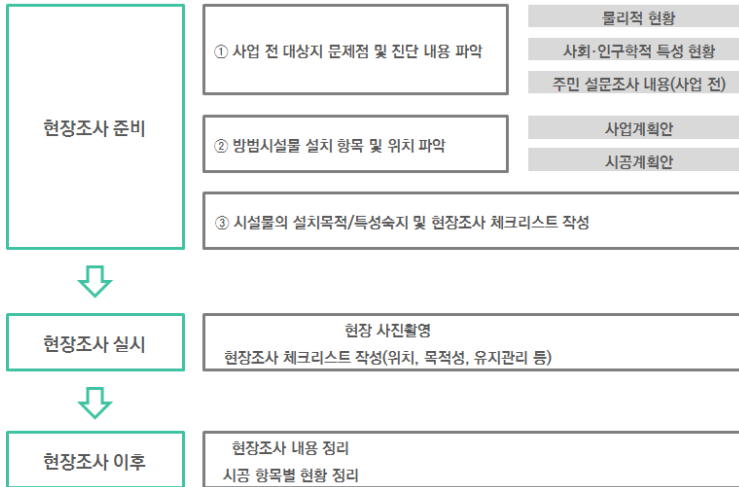 현장조사 준비
① 사업 전 대상지 문제점 및 진단 내용 파악
물리적 현황
사회·인구학적 특성 현황
주민 설문조사 내용(사업 전)
② 방범시설물 설치 항목 및 위치 파악
사업계획안
시공계획안
③ 시설물의 설치목적/특성숙지 및 현장조사 체크리스트 작성
현장조사 실시
현장 사진촬영
현장조사 체크리스트 작성(위치, 목적성, 유지관리 등)
현장조사 이후
현장조사 내용 정리
시공 항목별 현황 정리